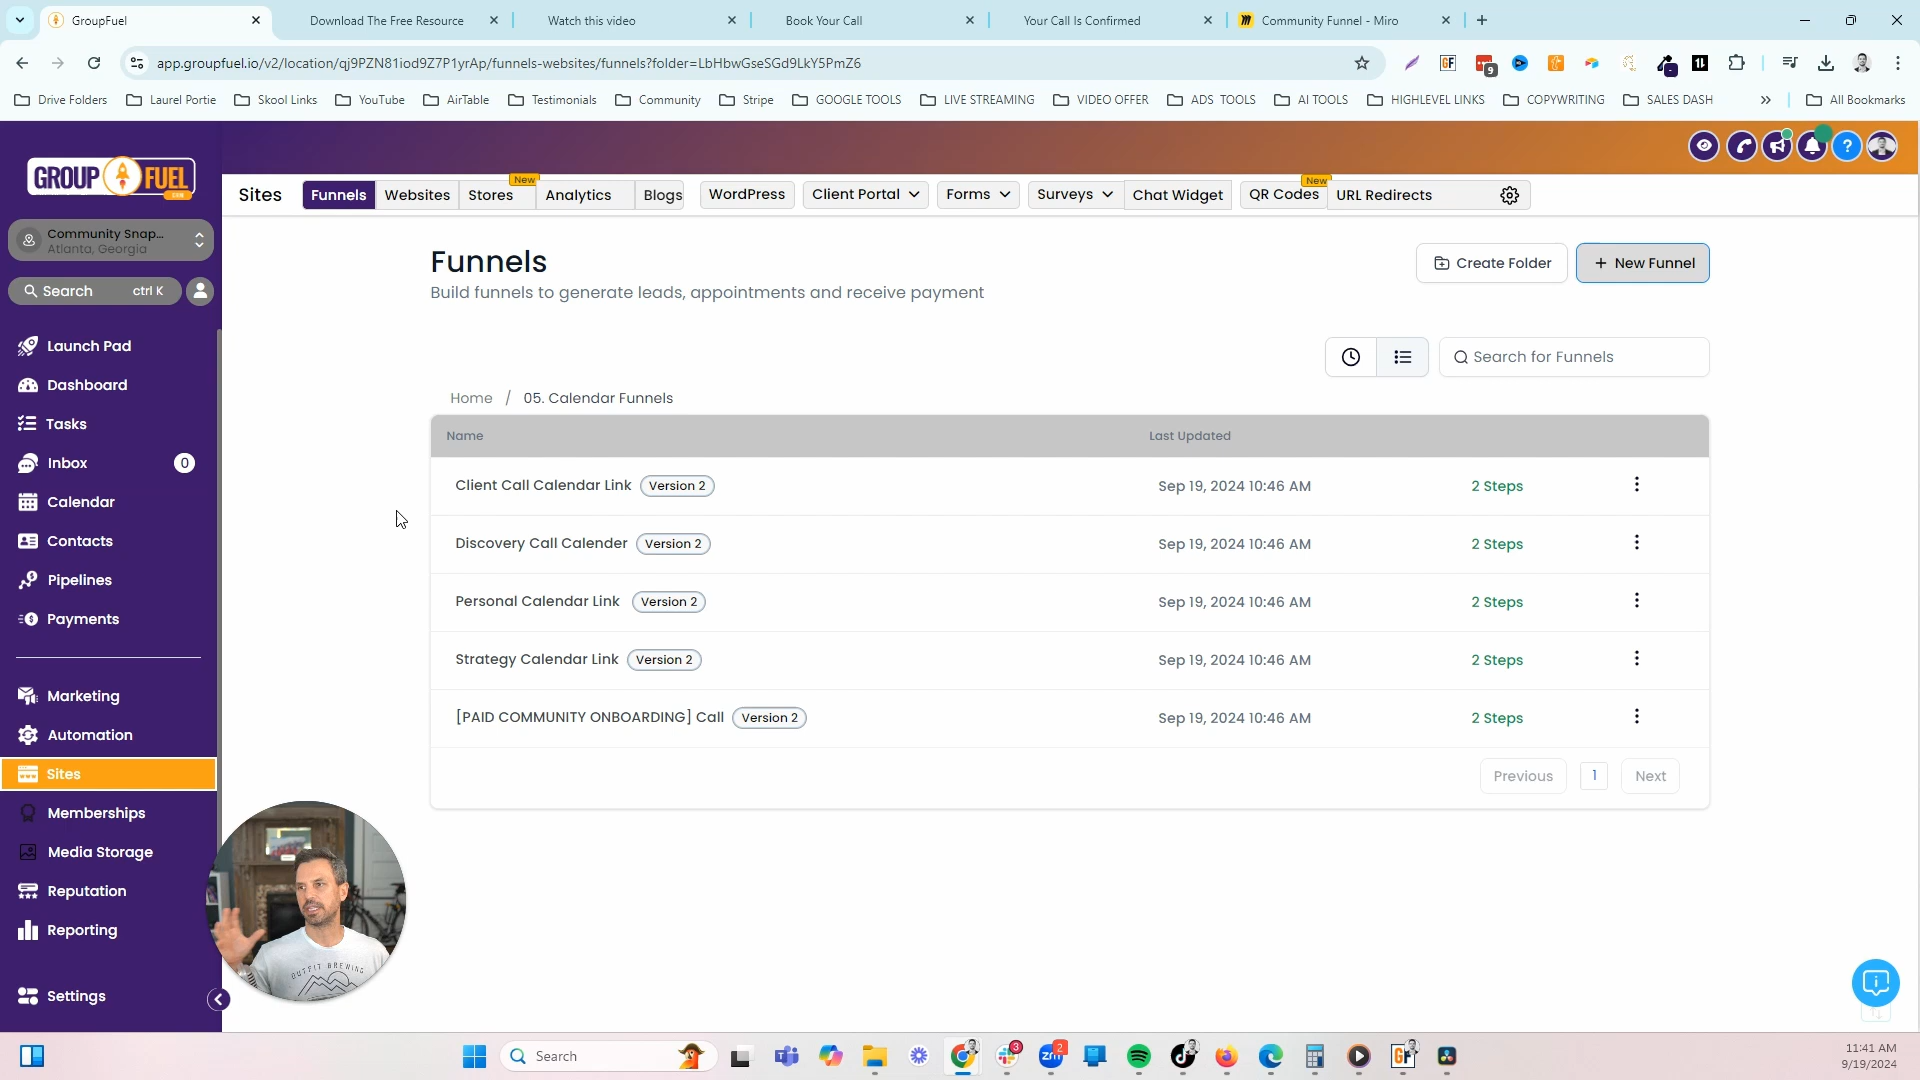 GroupFuel
Download The Free Resource
Watch this video
Book Your Call
Your Call Is Confirmed
Community Funnel - Miro
app.groupfuel.io/v2/location/qj9PZN81iod9Z7P1yrAp/funnels-websites/funnels?folder=LbHbwGseSGd9LkY5PmZ6
9
Drive Folders
Laurel Portie
Skool Links
YouTube
AirTable
Testimonials
Community
Stripe
GOOGLE TOOLS
LIVE STREAMING
VIDEO OFFER
ADS TOOLS
AI TOOLS
HIGHLEVEL LINKS
COPYWRITING
SALES DASH
All Bookmarks
GROUP FUEL
.COM
Sites
Funnels
Websites
Stores
New
Analytics
Blogs
WordPress
Client Portal
Forms
Surveys
Chat Widget
QR Codes
New
URL Redirects
Community Snap...
Atlanta, Georgia
Search ctrl K
Launch Pad
Dashboard
Tasks
Inbox 0
Calendar
Contacts
Pipelines
Payments
Marketing
Automation
Sites
Memberships
Media Storage
Reputation
Reporting
Settings
Funnels
Build funnels to generate leads, appointments and receive payment
Create Folder
+ New Funnel
Search for Funnels
Home / 05. Calendar Funnels
Name Last Updated
Client Call Calendar Link Version 2 Sep 19, 2024 10:46 AM 2 Steps
Discovery Call Calender Version 2 Sep 19, 2024 10:46 AM 2 Steps
Personal Calendar Link Version 2 Sep 19, 2024 10:46 AM 2 Steps
Strategy Calendar Link Version 2 Sep 19, 2024 10:46 AM 2 Steps
[PAID COMMUNITY ONBOARDING] Call Version 2 Sep 19, 2024 10:46 AM 2 Steps
Previous 1 Next
OUTFIT BREWING
Search
3
2
11:41 AM
9/19/2024